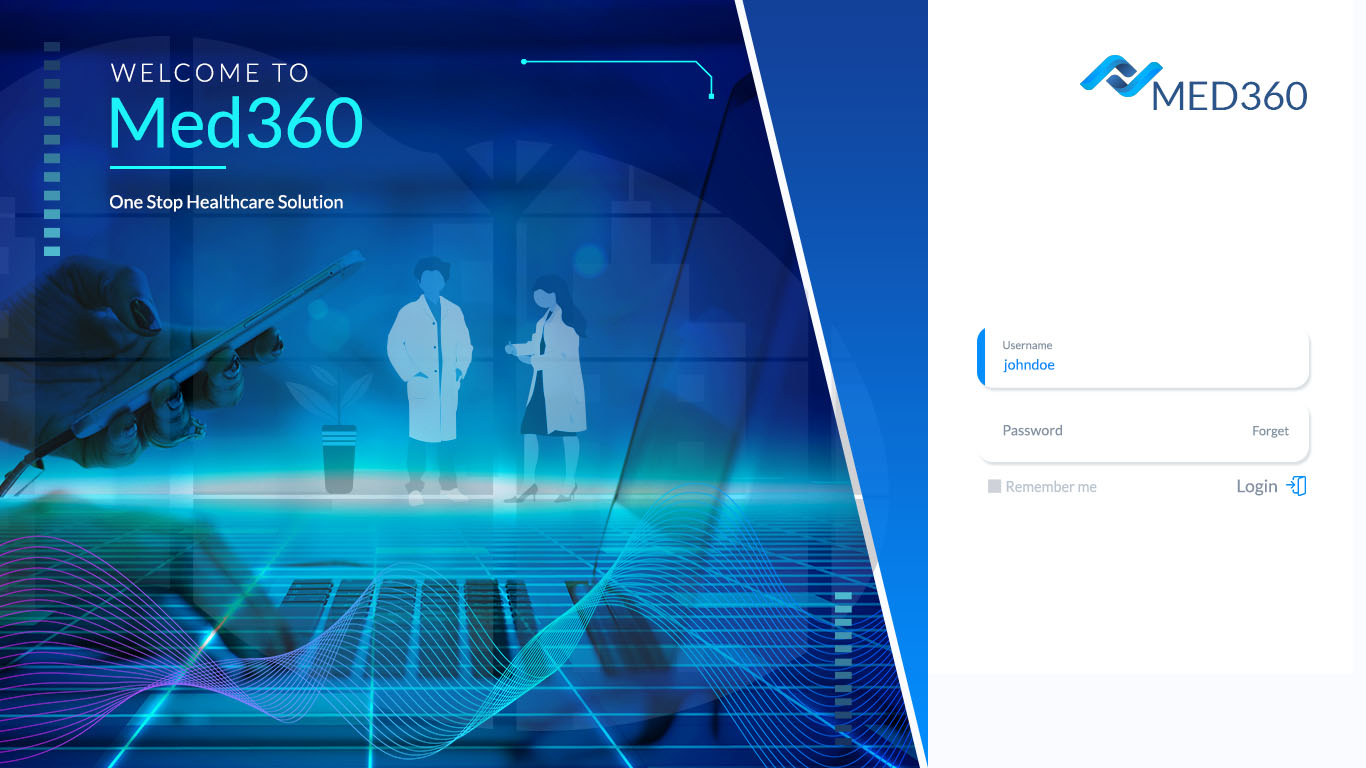 WELCOME TO
Med360
One Stop Healthcare Solution
MED360
Username
johndoe
Password
Forget
Remember me
Login